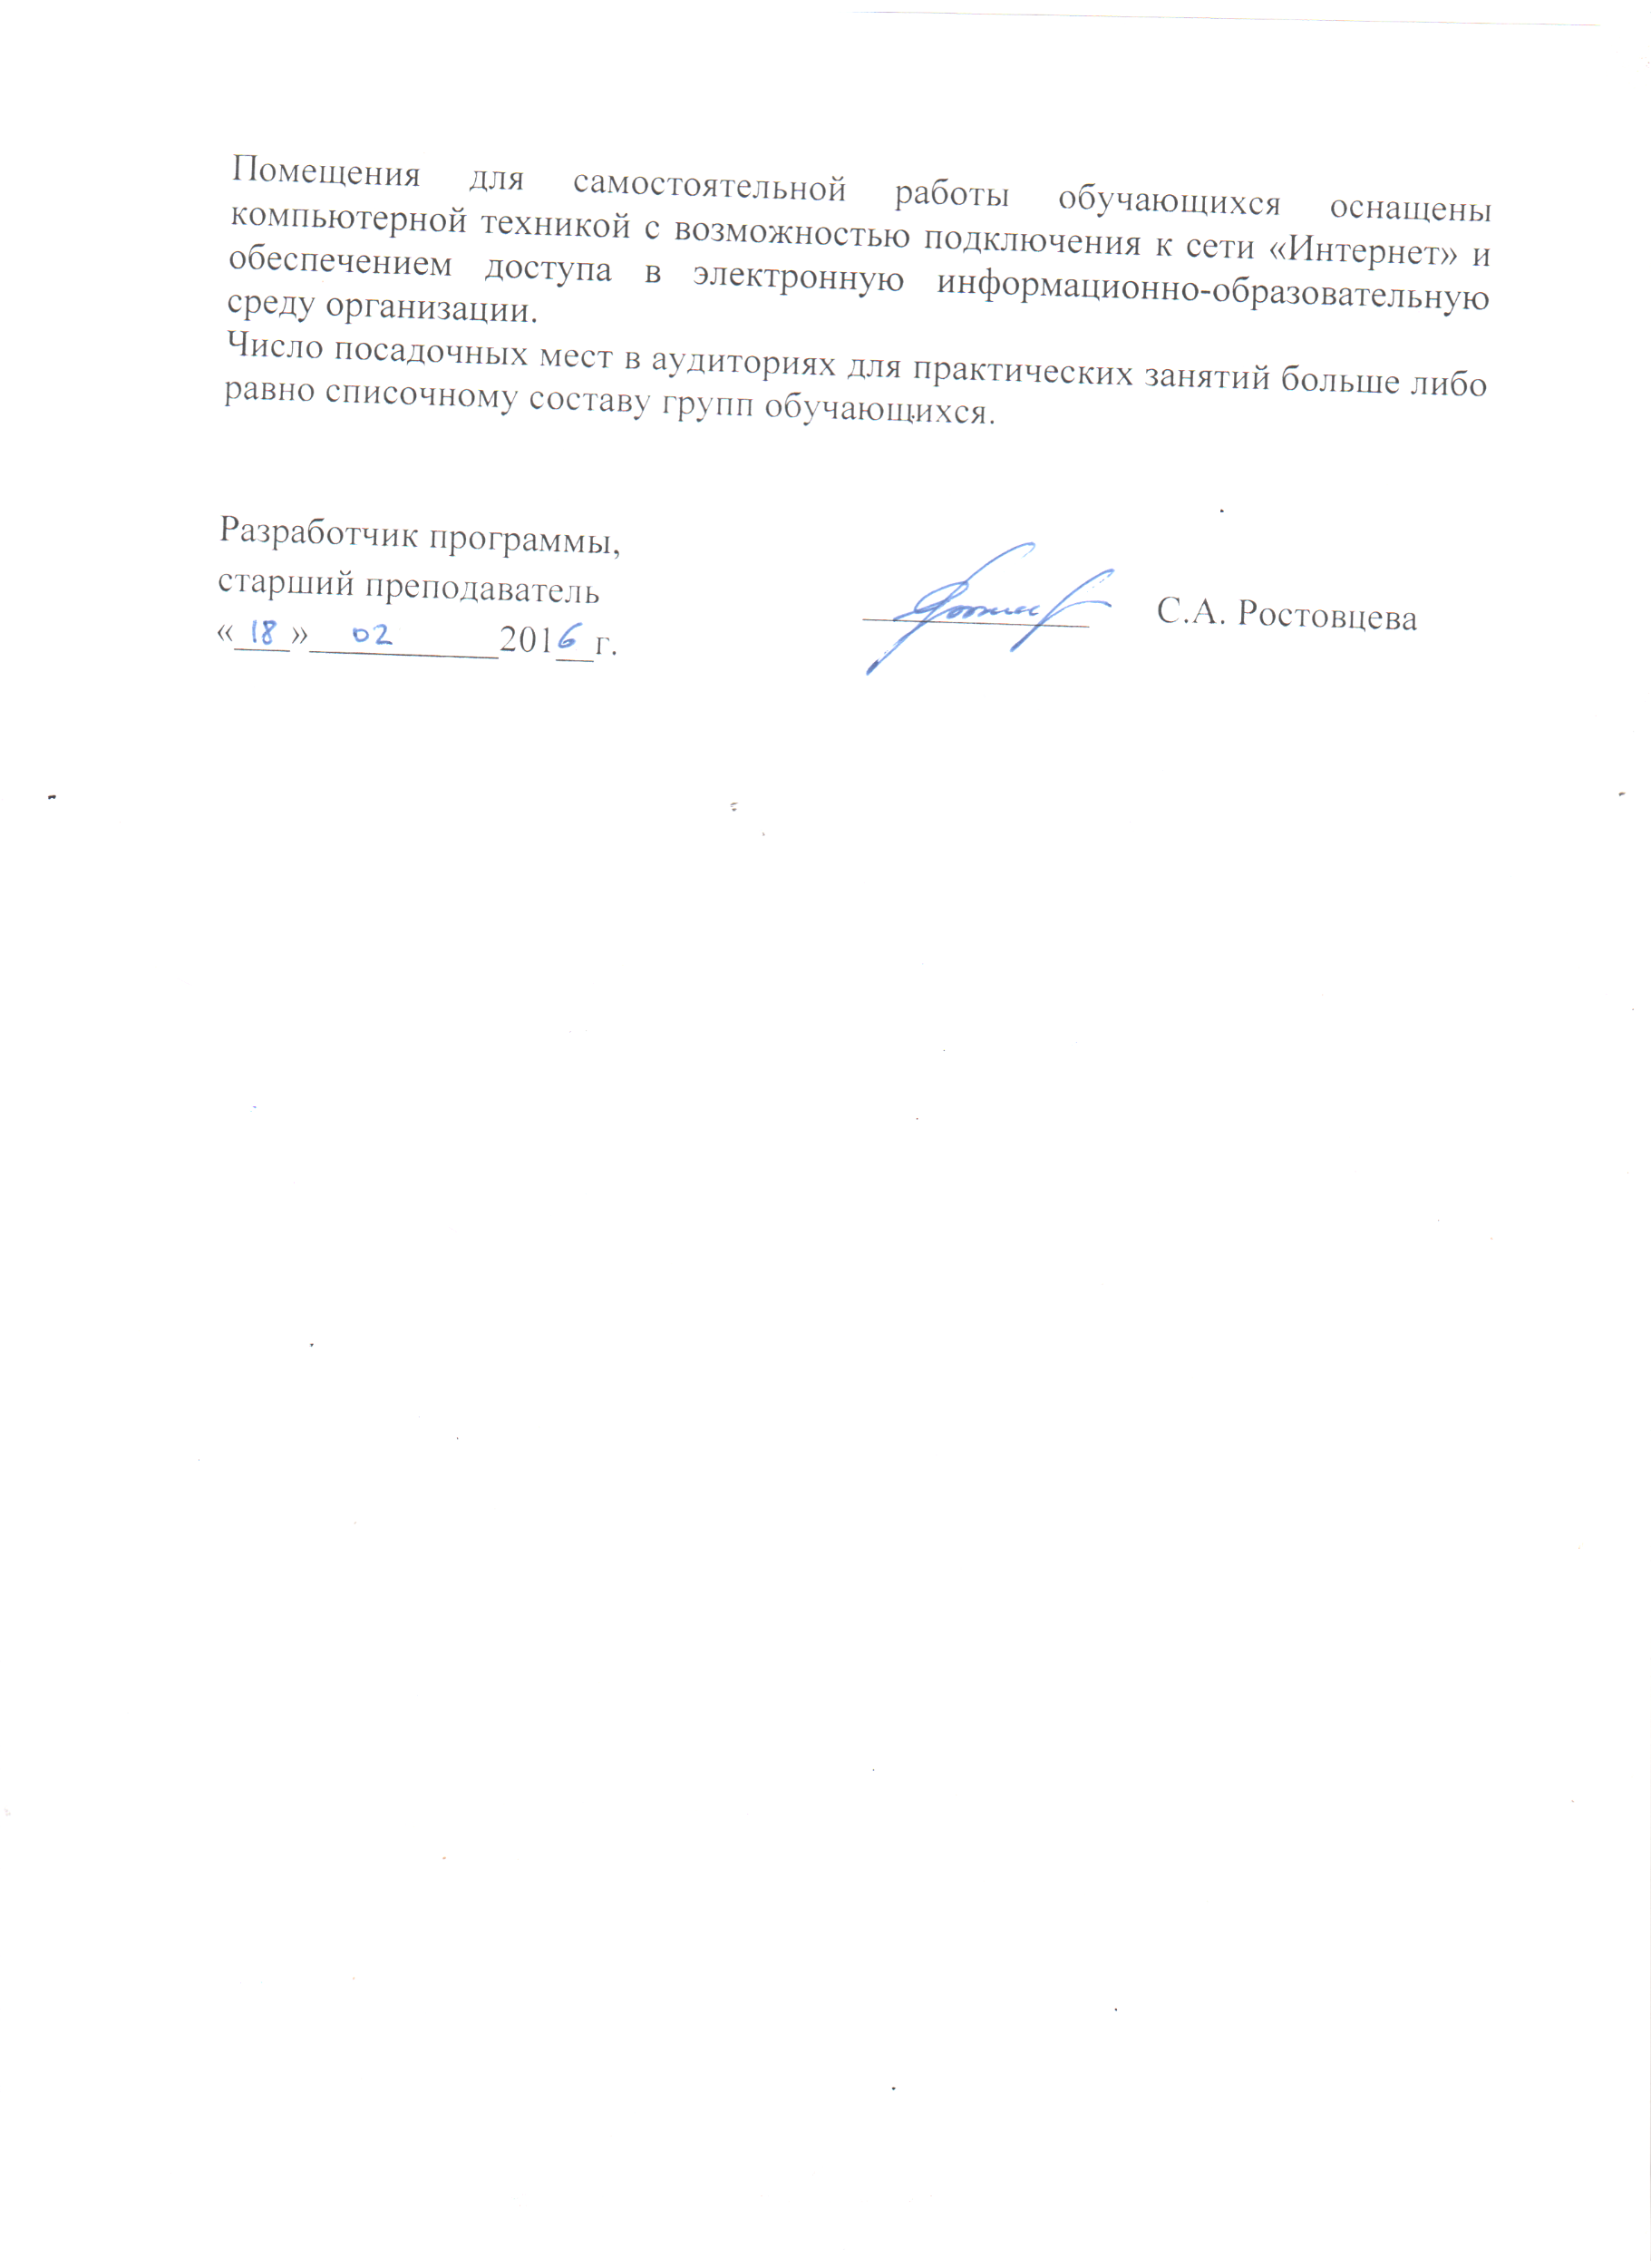 Помещения для самостоятельной работы обучающихся оснащены
компьютерной техникой с возможностью подключения к сети «Интернет» и
обеспечением доступа в электронную информационно-образовательную
среду организации.
Число посадочных мест в аудиториях для практических занятий больше либо
равно списочному составу групп обучающихся.
Разработчик программы,
старший преподаватель
С.А. Ростовцева
«18» 02 2016 г.